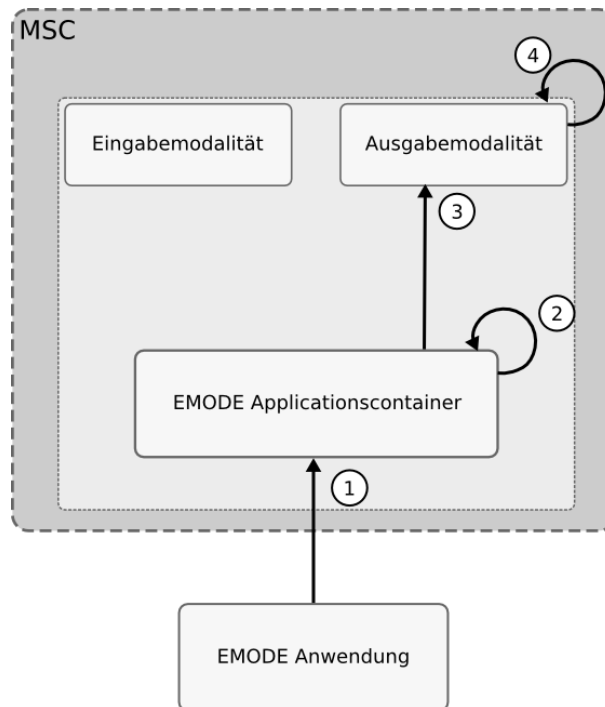 MSC
4
Eingabemodalität
Ausgabemodalität
3
2
EMODE Applicationscontainer
1
EMODE Anwendung